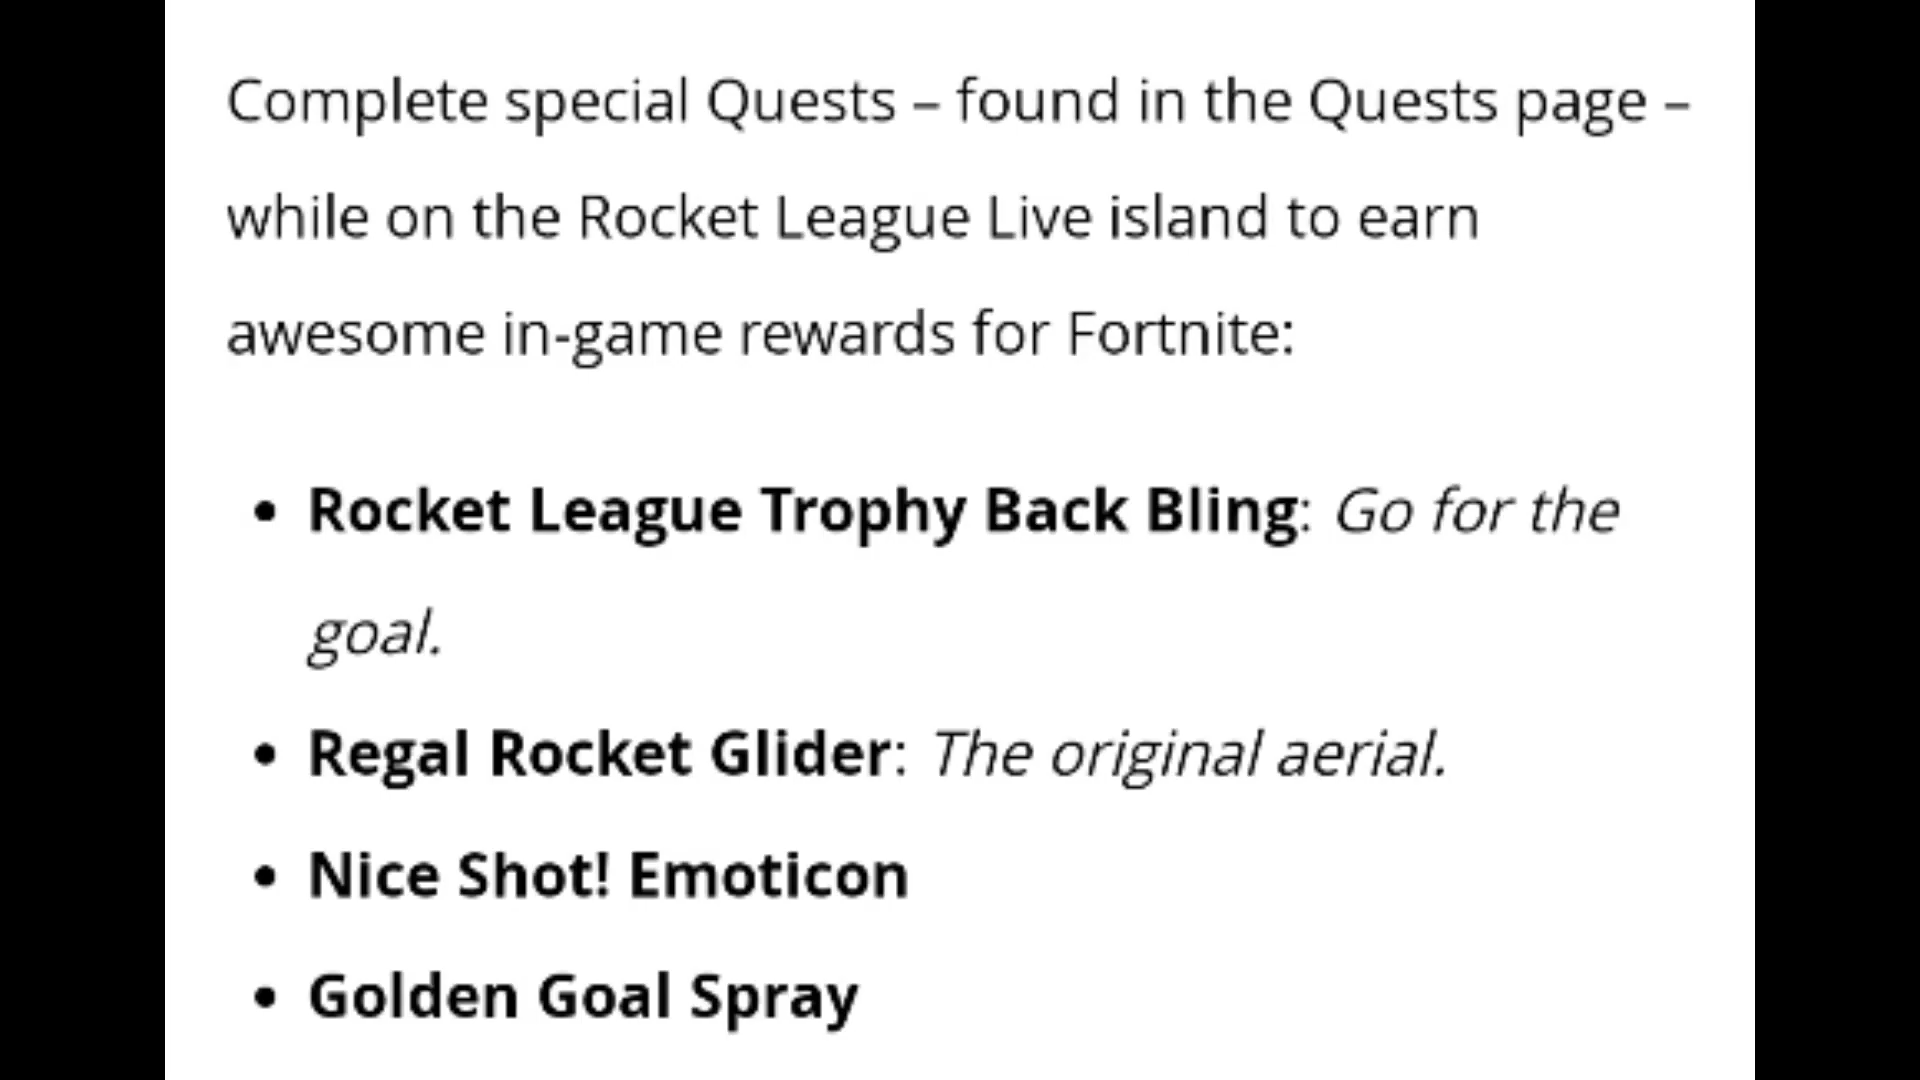 Complete special Quests – found in the Quests page –
while on the Rocket League Live island to earn
awesome in-game rewards for Fortnite:
• Rocket League Trophy Back Bling: Go for the
goal.
• Regal Rocket Glider: The original aerial.
• Nice Shot! Emoticon
• Golden Goal Spray